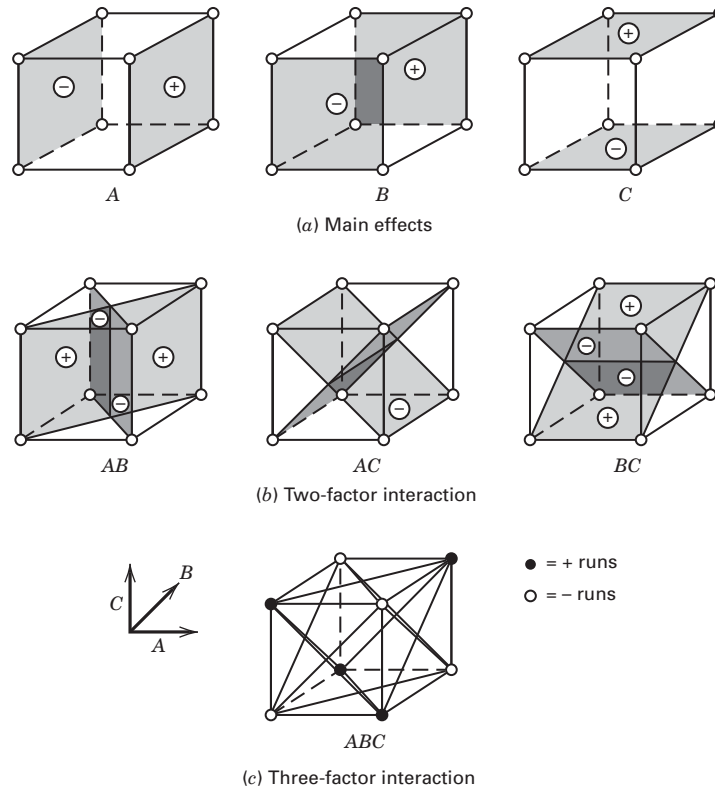 − + − + + −
A B C
(a) Main effects
− + + − − + − − +
AB AC BC
(b) Two-factor interaction
C B A
● = + runs
○ = − runs
ABC
(c) Three-factor interaction